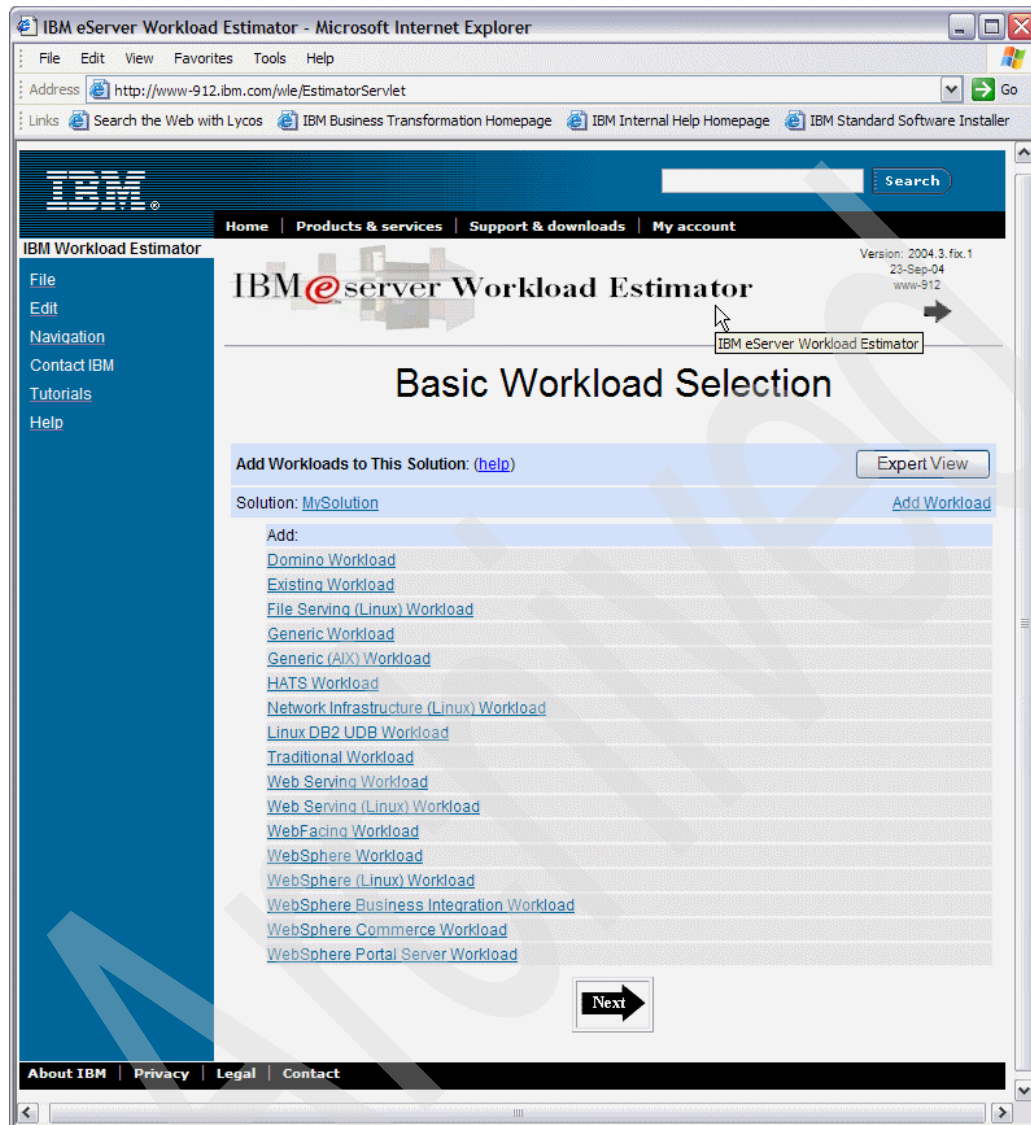 IBM eServer Workload Estimator - Microsoft Internet Explorer
File Edit View Favorites Tools Help
Address http://www-912.ibm.com/wle/EstimatorServlet Go
Links Search the Web with Lycos IBM Business Transformation Homepage IBM Internal Help Homepage IBM Standard Software Installer
IBM®
Search
Home | Products & services | Support & downloads | My account
IBM Workload Estimator
File
Edit
Navigation
Contact IBM
Tutorials
Help
IBM eserver Workload Estimator
Version: 2004.3.fix.1
23-Sep-04
www-912
IBM eServer Workload Estimator
Basic Workload Selection
Add Workloads to This Solution: (help) Expert View
Solution: MySolution Add Workload
Add:
Domino Workload
Existing Workload
File Serving (Linux) Workload
Generic Workload
Generic (AIX) Workload
HATS Workload
Network Infrastructure (Linux) Workload
Linux DB2 UDB Workload
Traditional Workload
Web Serving Workload
Web Serving (Linux) Workload
WebFacing Workload
WebSphere Workload
WebSphere (Linux) Workload
WebSphere Business Integration Workload
WebSphere Commerce Workload
WebSphere Portal Server Workload
Next
About IBM | Privacy | Legal | Contact
Archived